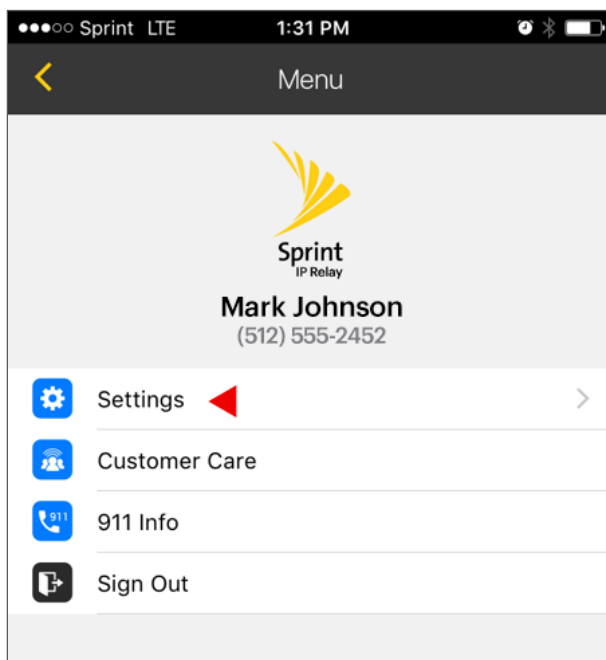 Sprint LTE 1:31 PM
Menu
Sprint
IP Relay
Mark Johnson
(512) 555-2452
Settings
Customer Care
911
911 Info
Sign Out